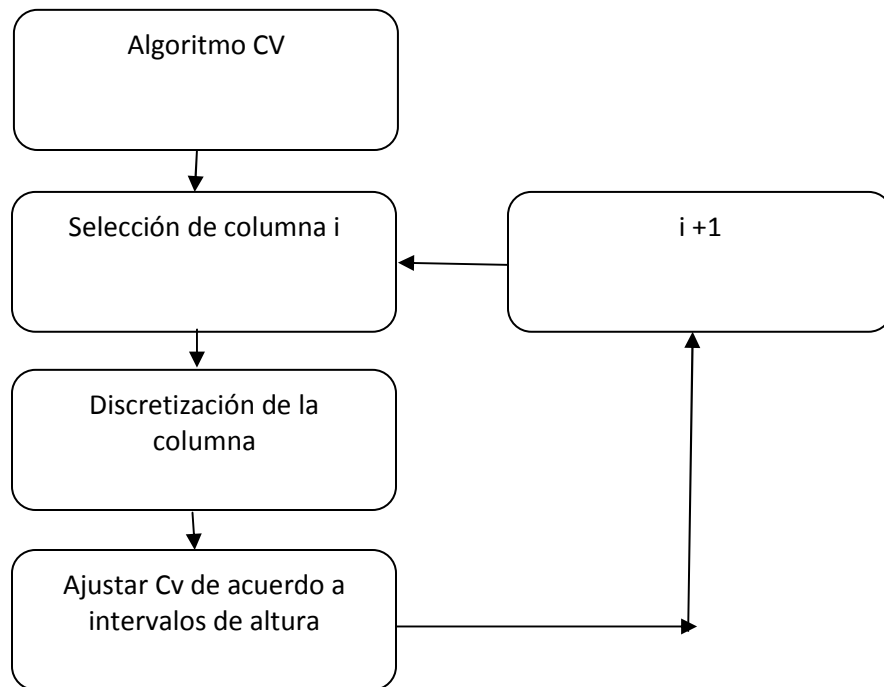 Algoritmo CV
Selección de columna i
i +1
Discretización de la
columna
Ajustar Cv de acuerdo a
intervalos de altura